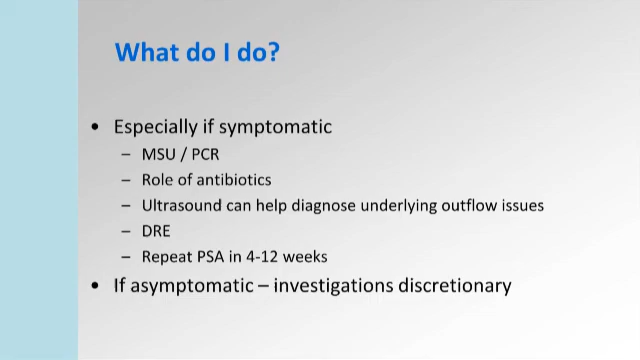 What do I do?
• Especially if symptomatic
– MSU / PCR
– Role of antibiotics
– Ultrasound can help diagnose underlying outflow issues
– DRE
– Repeat PSA in 4-12 weeks
• If asymptomatic – investigations discretionary